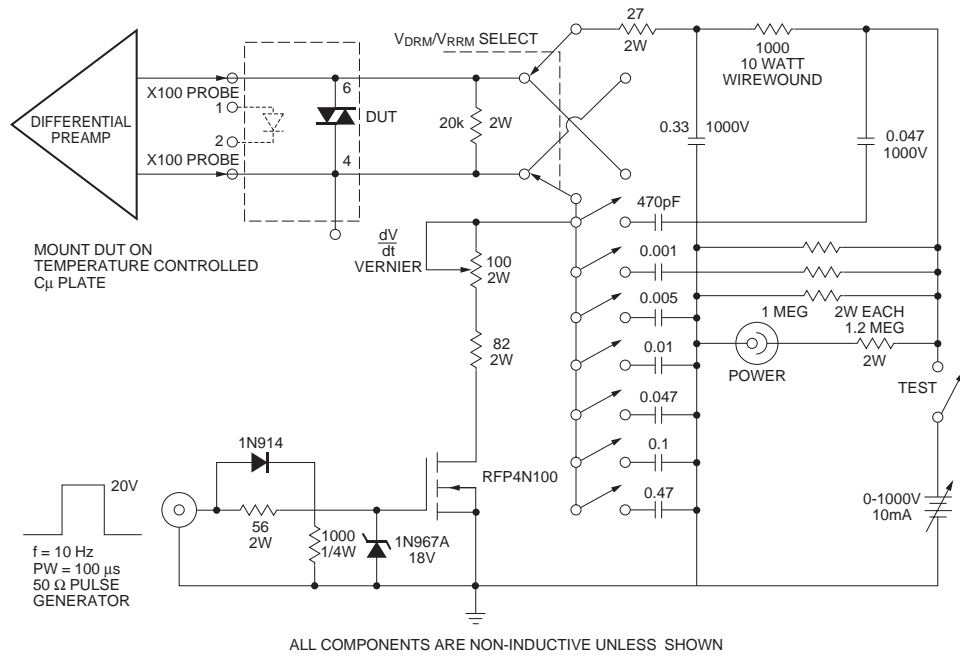 27
2W
V_DRM/V_RRM SELECT
1000
10 WATT
WIREWOUND
X100 PROBE
6
1
DIFFERENTIAL
PREAMP
DUT
20k
2W
0.33
1000V
0.047
1000V
2
X100 PROBE
4
470pF
MOUNT DUT ON
TEMPERATURE CONTROLLED
Cμ PLATE
dV
dt
VERNIER
100
2W
0.001
0.005
1 MEG
2W EACH
1.2 MEG
82
2W
0.01
POWER
2W
TEST
0.047
1N914
RFP4N100
0.1
20V
0.47
0-1000V
10mA
56
2W
1000
1/4W
1N967A
18V
f = 10 Hz
PW = 100 μs
50 Ω PULSE
GENERATOR
ALL COMPONENTS ARE NON-INDUCTIVE UNLESS SHOWN